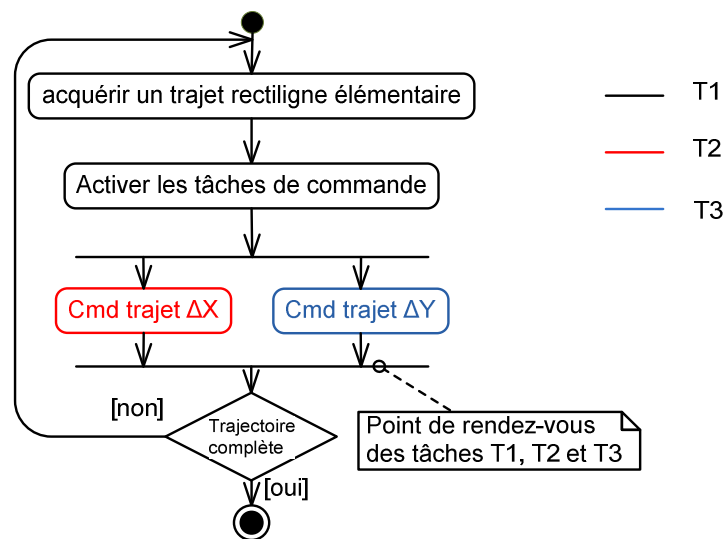 acquérir un trajet rectiligne élémentaire
T1
T2
Activer les tâches de commande
T3
Cmd trajet ΔX
Cmd trajet ΔY
[non]
Trajectoire
complète
Point de rendez-vous
des tâches T1, T2 et T3
[oui]